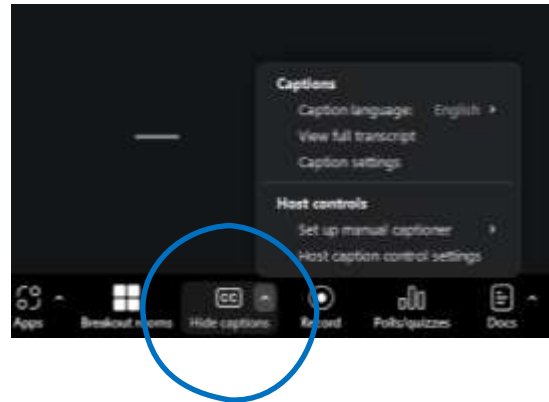 Captions
Caption language: English
View full transcript
Caption settings
Host controls
Set up manual captioner
Host caption control settings
CC
Apps Breakout rooms Hide captions Record Polls/quizzes Docs